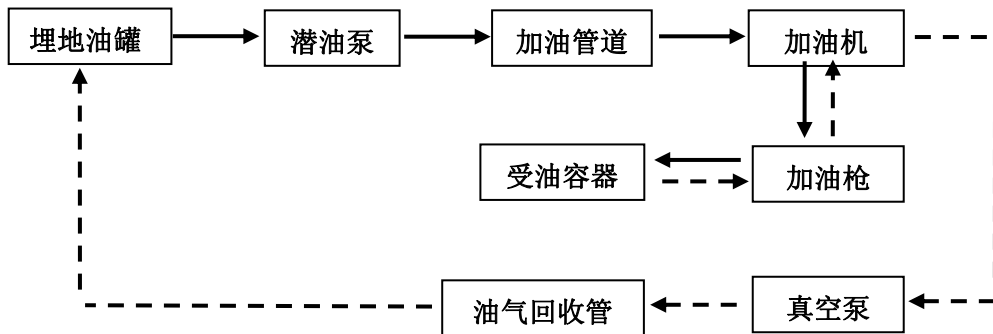 埋地油罐
潜油泵
加油管道
加油机
受油容器
加油枪
油气回收管
真空泵